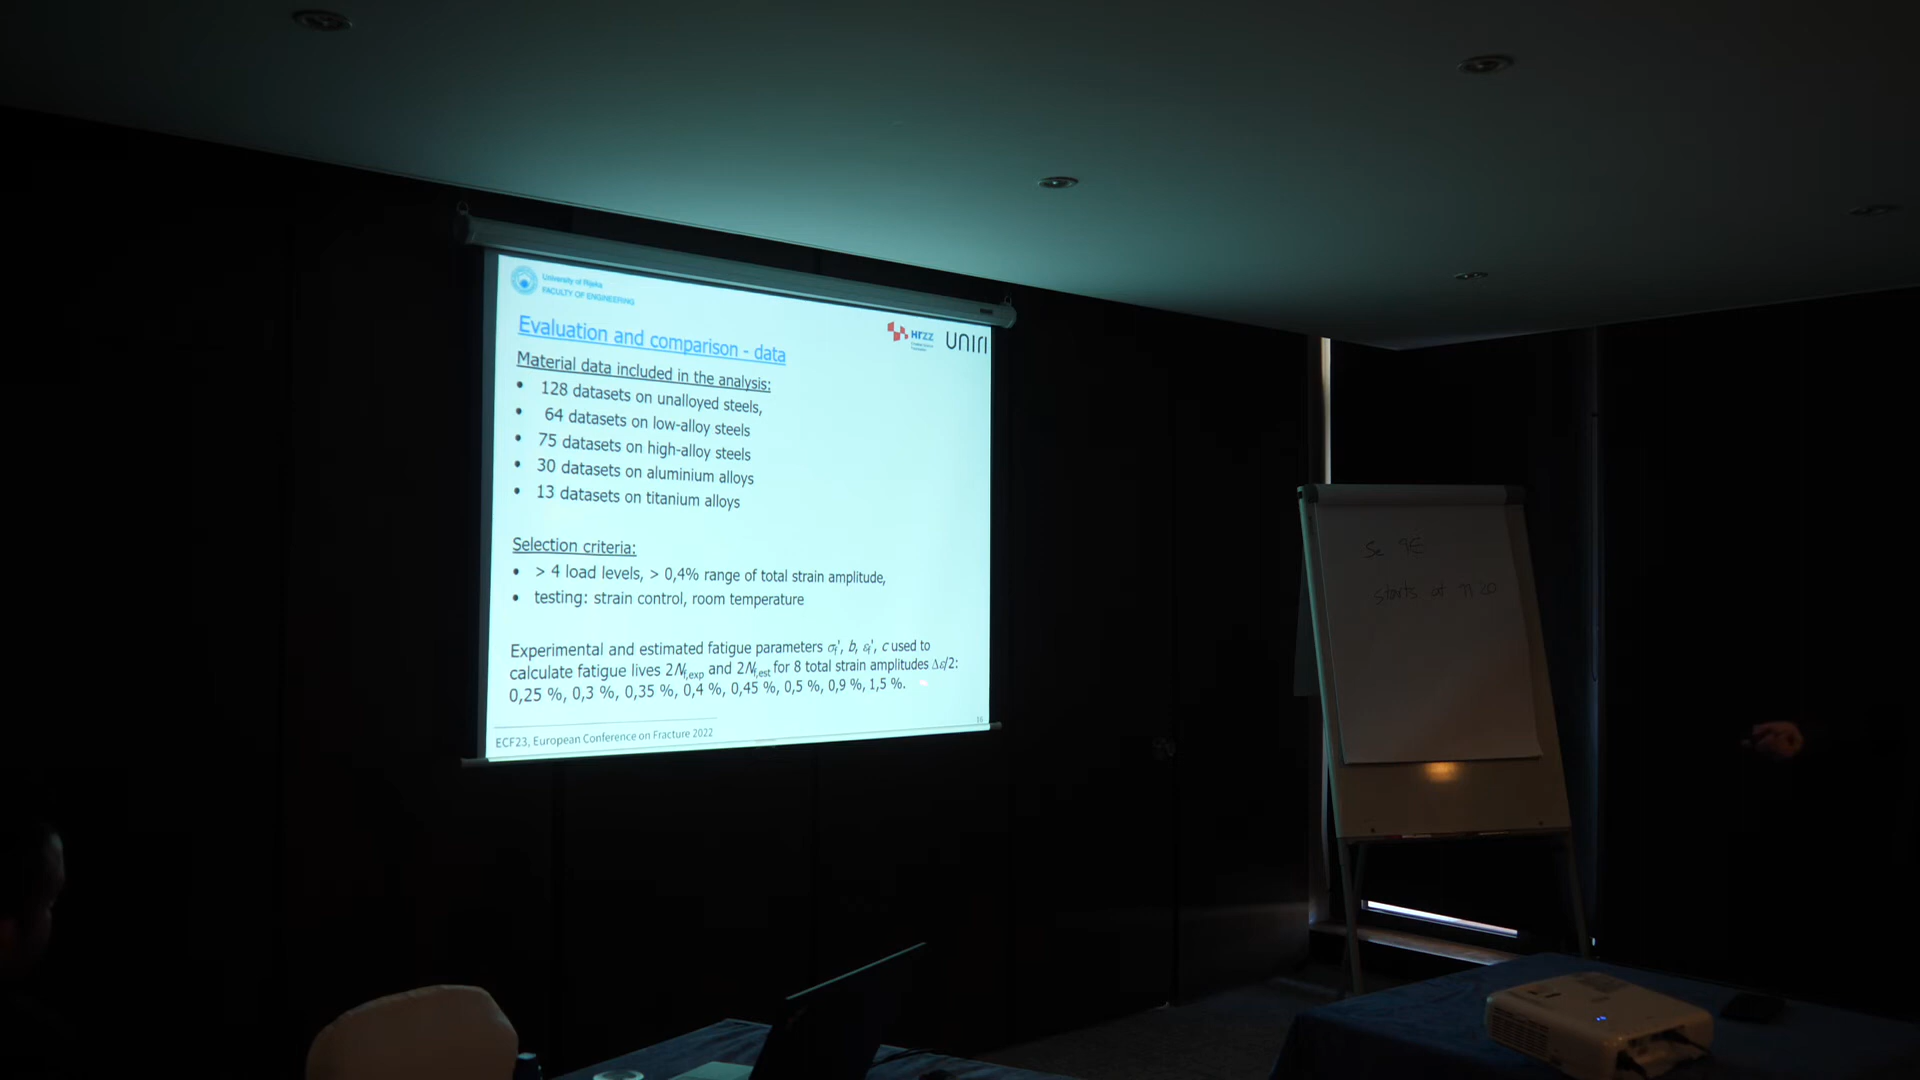 University of Rijeka
FACULTY OF ENGINEERING
HrZZ
UNIRI
Evaluation and comparison - data
Material data included in the analysis:
• 128 datasets on unalloyed steels,
• 64 datasets on low-alloy steels
• 75 datasets on high-alloy steels
• 30 datasets on aluminium alloys
• 13 datasets on titanium alloys
Selection criteria:
• > 4 load levels, > 0,4% range of total strain amplitude,
• testing: strain control, room temperature
Experimental and estimated fatigue parameters σf', b, εf', c used to
calculate fatigue lives 2Nf,exp and 2Nf,est for 8 total strain amplitudes Δε/2:
0,25 %, 0,3 %, 0,35 %, 0,4 %, 0,45 %, 0,5 %, 0,9 %, 1,5 %.
16
ECF23, European Conference on Fracture 2022
starts at